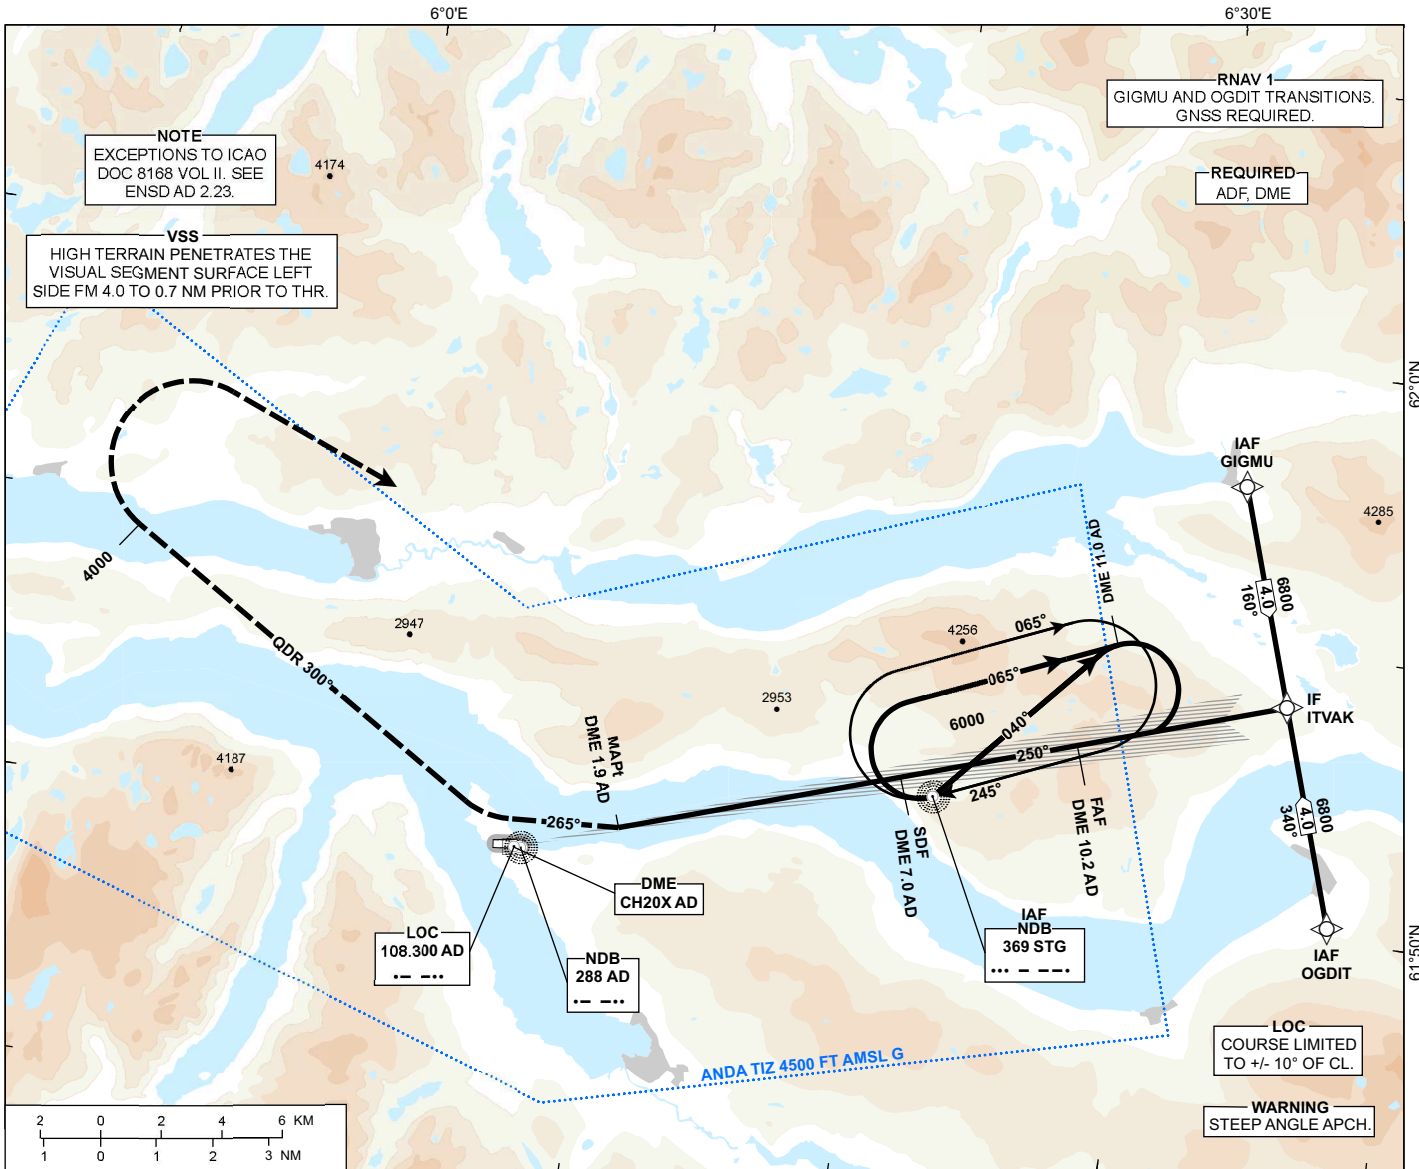 6°0'E
6°30'E
RNAV 1
GIGMU AND OGDIT TRANSITIONS.
GNSS REQUIRED.
NOTE
EXCEPTIONS TO ICAO
DOC 8168 VOL II. SEE
ENSD AD 2.23.
4174
REQUIRED
ADF, DME
VSS
HIGH TERRAIN PENETRATES THE
VISUAL SEGMENT SURFACE LEFT
SIDE FM 4.0 TO 0.7 NM PRIOR TO THR.
62°0'N
IAF
GIGMU
4285
4000
DME 11.0 AD
6800
4.0
160°
2947
065°
4256
QDR 300°
065°
2953
6000
040°
IF
ITVAK
MAPt
DME 1.9 AD
250°
4187
245°
265°
FAF
DME 10.2 AD
SDF
DME 7.0 AD
6800
4.0
340°
DME
CH20X AD
LOC
108.300 AD
NDB
288 AD
IAF
NDB
369 STG
IAF
OGDIT
61°50'N
LOC
COURSE LIMITED
TO +/- 10° OF CL.
ANDA TIZ 4500 FT AMSL G
WARNING
STEEP ANGLE APCH.
2 0 2 4 6 KM
1 0 1 2 3 NM